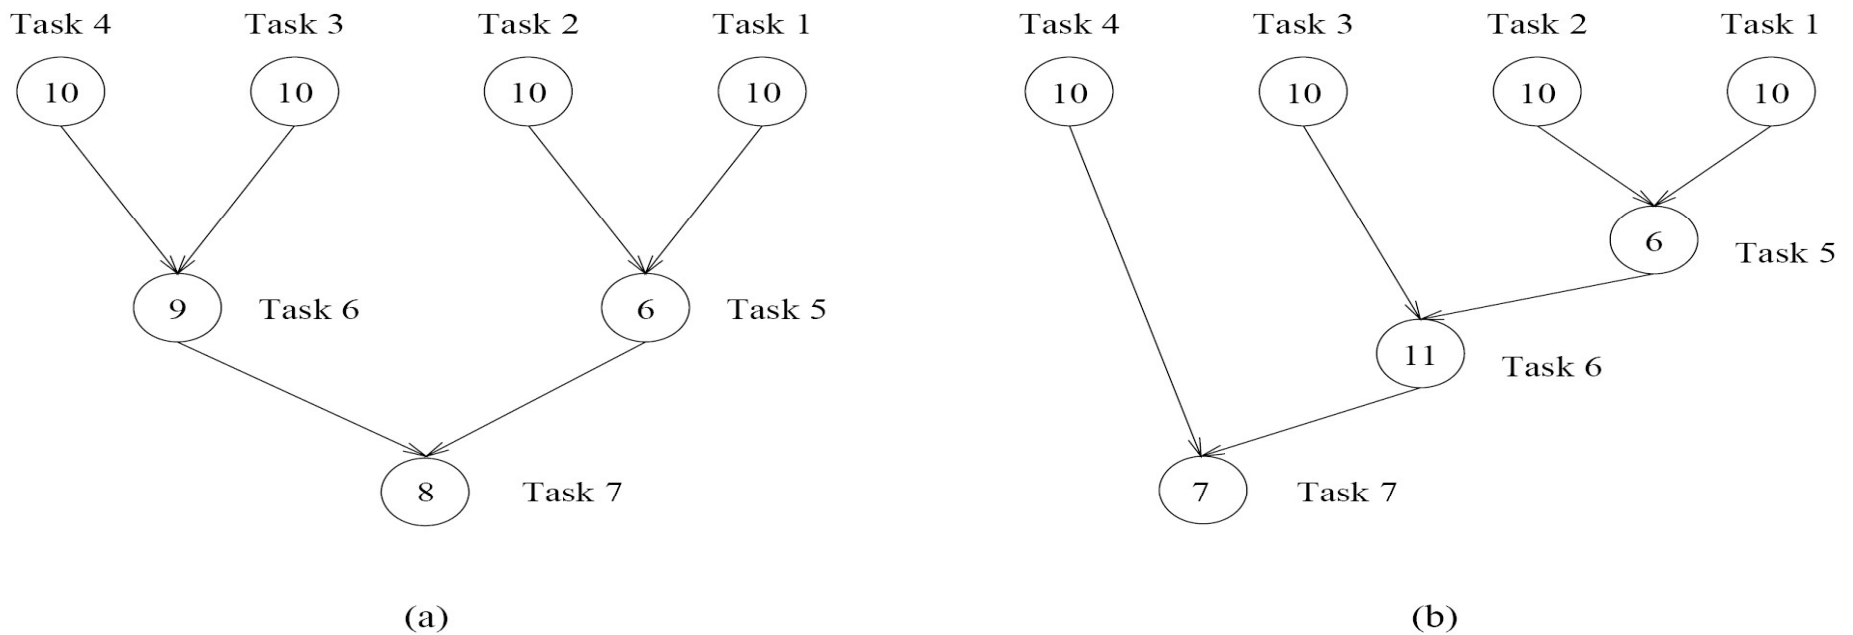 Task 4 Task 3 Task 2 Task 1 Task 4 Task 3 Task 2 Task 1
10 10 10 10 10 10 10 10
6 Task 5
9 Task 6 6 Task 5
11 Task 6
8 Task 7 7 Task 7
(a) (b)